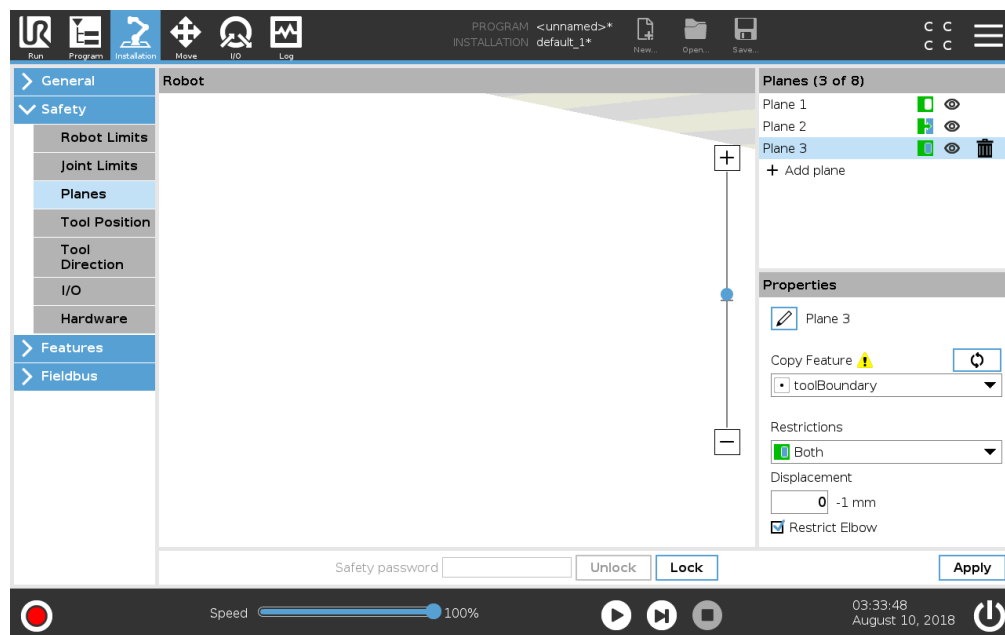 PROGRAM <unnamed>*
INSTALLATION default_1*
C C
C C
Run Program Installation Move I/O Log New... Open... Save...
General
Safety
Robot Limits
Joint Limits
Planes
Tool Position
Tool
Direction
I/O
Hardware
Features
Fieldbus
Robot
Planes (3 of 8)
Plane 1
Plane 2
Plane 3
+ Add plane
Properties
Plane 3
Copy Feature
toolBoundary
Restrictions
Both
Displacement
0 -1 mm
Restrict Elbow
Safety password Unlock Lock Apply
Speed 100%
03:33:48
August 10, 2018